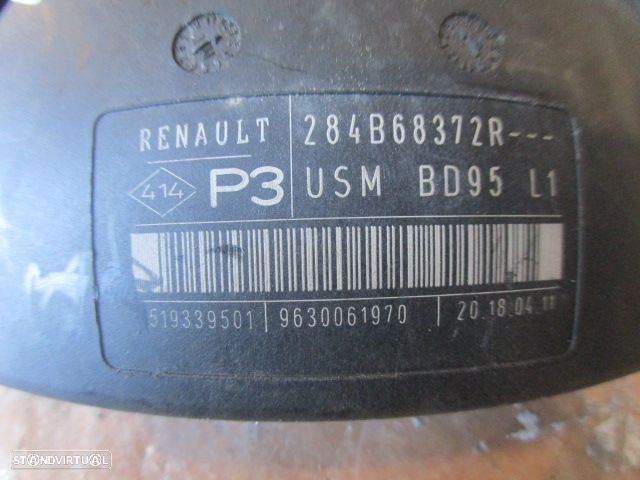 RENAULT 284B68372R---
414 P3 USM BD95 L1
519339501 9630061970 20.18.04.11
STANDVIRTUAL